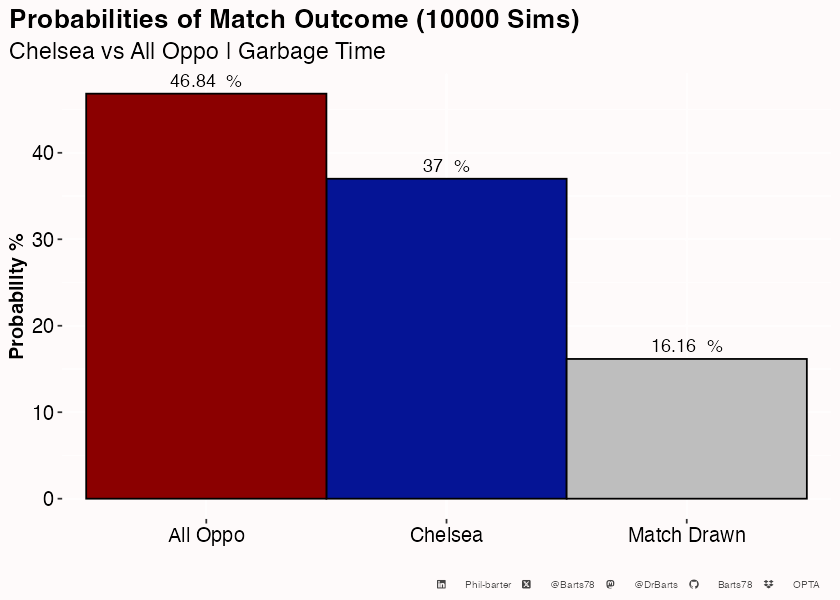 Probabilities of Match Outcome (10000 Sims)
Chelsea vs All Oppo | Garbage Time
46.84 %
37 %
16.16 %
Probability %
40
30
20
10
0
All Oppo Chelsea Match Drawn
Phil-barter @Barts78 @DrBarts Barts78 OPTA